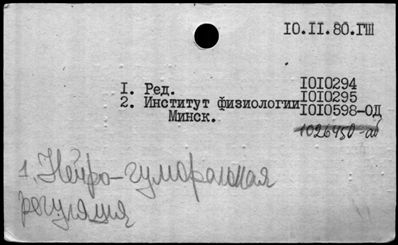 10.II.80.ГШ
1. Ред. 1010294
1010295
2. Институт физиологии 1010598-ОД
Минск.
1026450-ад
1. Нейро-гуморальная
регуляция